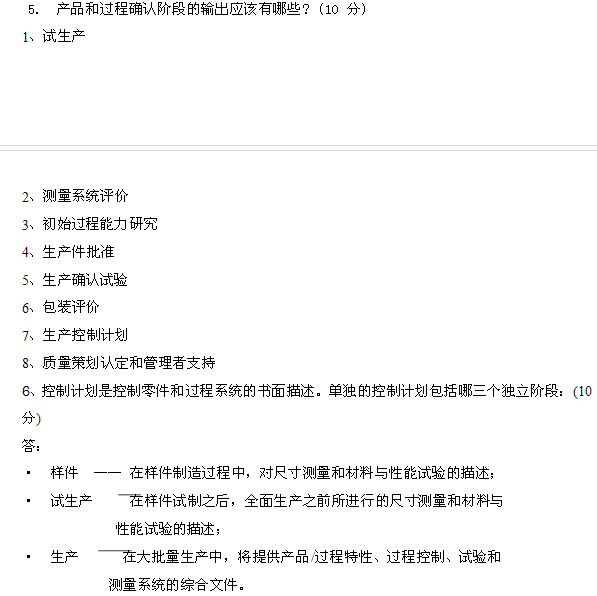 5. 产品和过程确认阶段的输出应该有哪些？(10 分)
1、试生产
2、测量系统评价
3、初始过程能力研究
4、生产件批准
5、生产确认试验
6、包装评价
7、生产控制计划
8、质量策划认定和管理者支持
6、控制计划是控制零件和过程系统的书面描述。单独的控制计划包括哪三个独立阶段：(10
分)
答：
· 样件 —— 在样件制造过程中，对尺寸测量和材料与性能试验的描述；
· 试生产 ——在样件试制之后，全面生产之前所进行的尺寸测量和材料与
性能试验的描述；
· 生产 ——在大批量生产中，将提供产品/过程特性、过程控制、试验和
测量系统的综合文件。